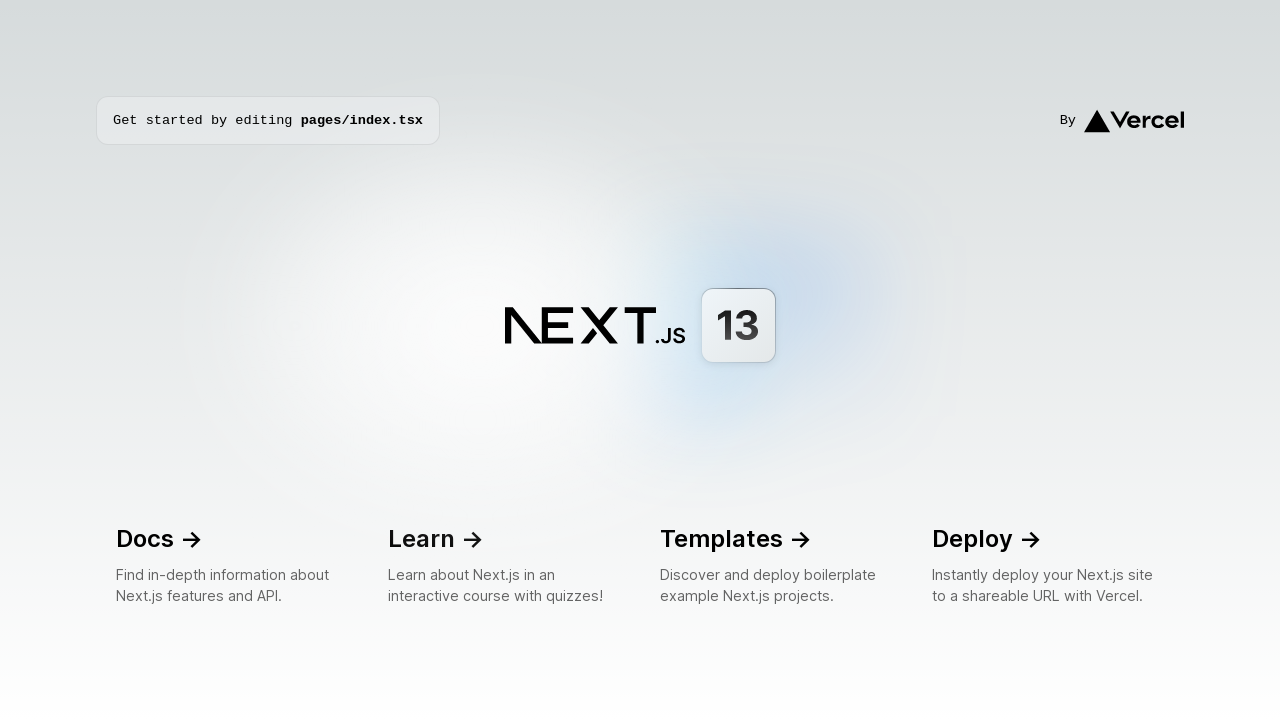 Get started by editing pages/index.tsx
By Vercel
NEXT.JS 13
Docs ->
Find in-depth information about
Next.js features and API.
Learn ->
Learn about Next.js in an
interactive course with quizzes!
Templates ->
Discover and deploy boilerplate
example Next.js projects.
Deploy ->
Instantly deploy your Next.js site
to a shareable URL with Vercel.